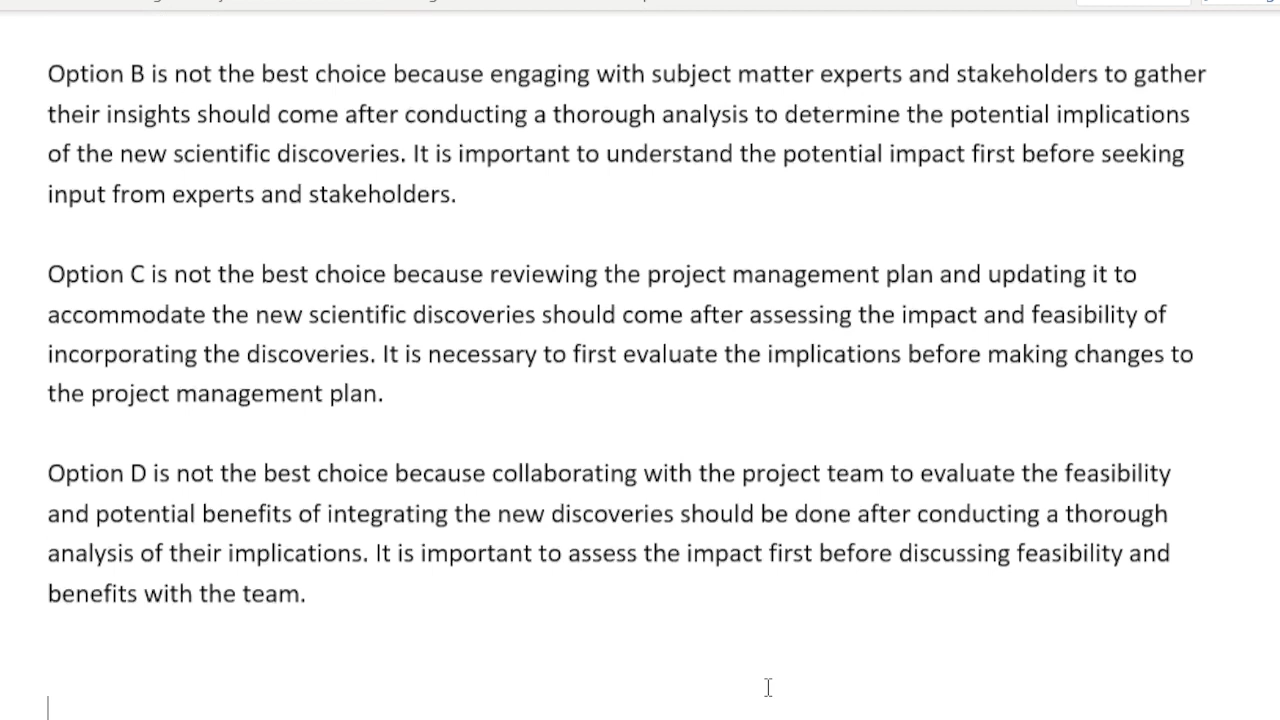 Option B is not the best choice because engaging with subject matter experts and stakeholders to gather
their insights should come after conducting a thorough analysis to determine the potential implications
of the new scientific discoveries. It is important to understand the potential impact first before seeking
input from experts and stakeholders.
Option C is not the best choice because reviewing the project management plan and updating it to
accommodate the new scientific discoveries should come after assessing the impact and feasibility of
incorporating the discoveries. It is necessary to first evaluate the implications before making changes to
the project management plan.
Option D is not the best choice because collaborating with the project team to evaluate the feasibility
and potential benefits of integrating the new discoveries should be done after conducting a thorough
analysis of their implications. It is important to assess the impact first before discussing feasibility and
benefits with the team.